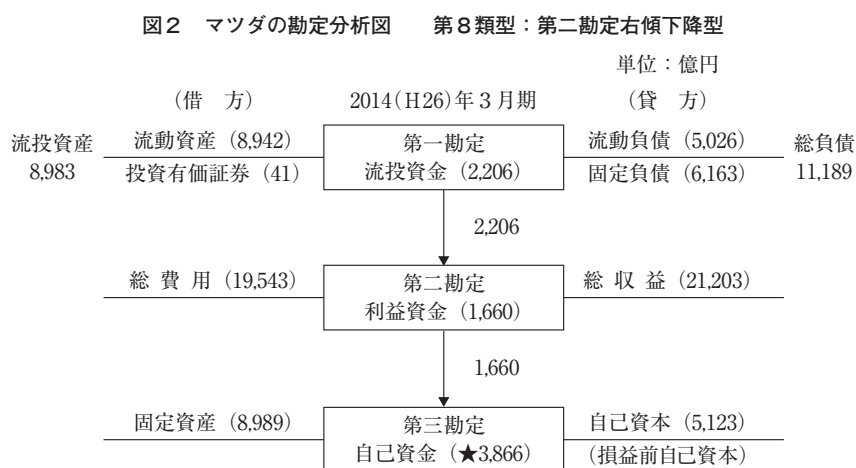 図2 マツダの勘定分析図 第8類型：第二勘定右傾下降型
単位：億円
（借 方） 2014（H26）年3月期 （貸 方）
流投資産 流動資産（8,942） 第一勘定 流動負債（5,026） 総負債
8,983 投資有価証券（41） 流投資金（2,206） 固定負債（6,163） 11,189
2,206
総 費 用（19,543） 第二勘定 総 収 益（21,203）
利益資金（1,660）
1,660
固定資産（8,989） 第三勘定 自己資本（5,123）
自己資金（★3,866） （損益前自己資本）